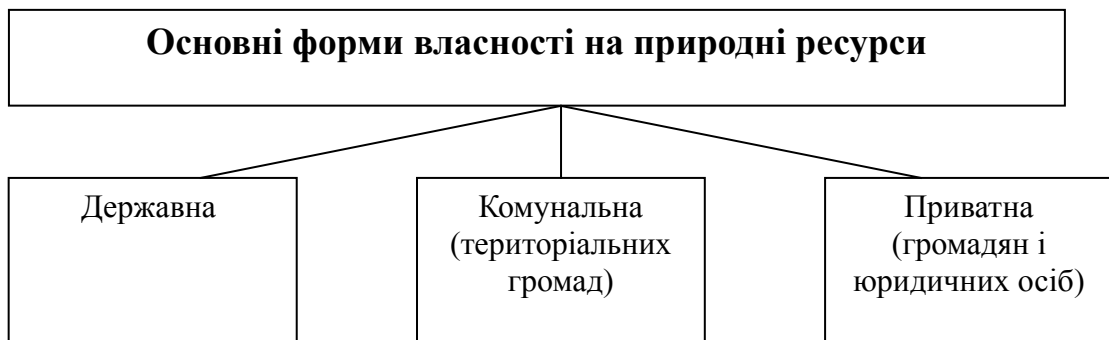 Основні форми власності на природні ресурси
Державна
Комунальна
(територіальних
громад)
Приватна
(громадян і
юридичних осіб)